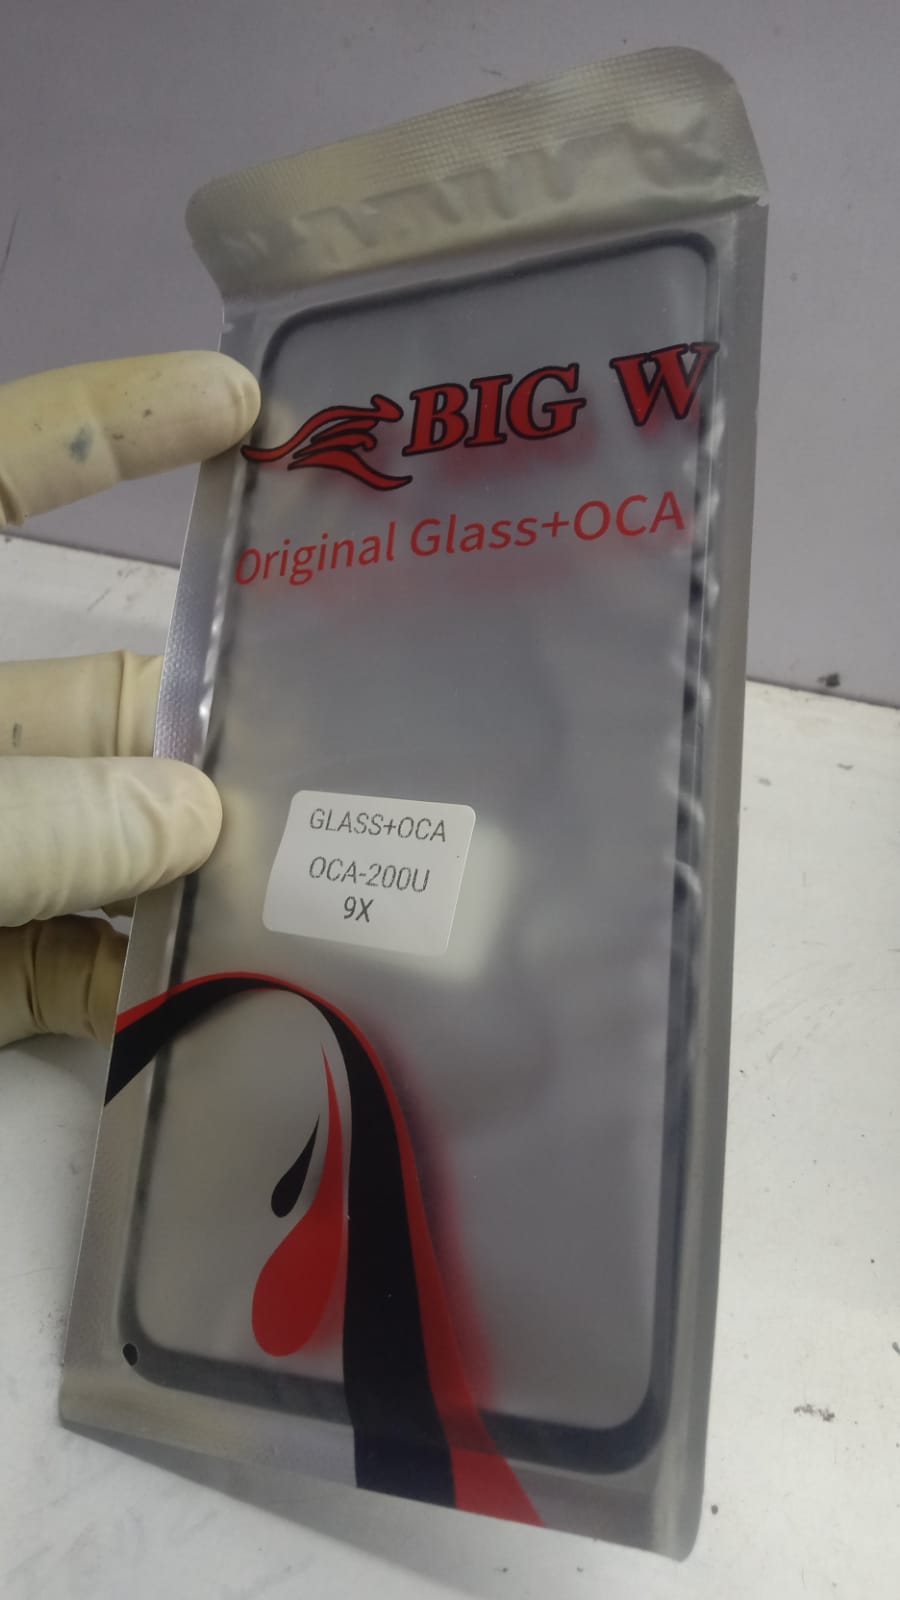 BIG W
Original Glass+OCA
GLASS+OCA
OCA-200U
9X